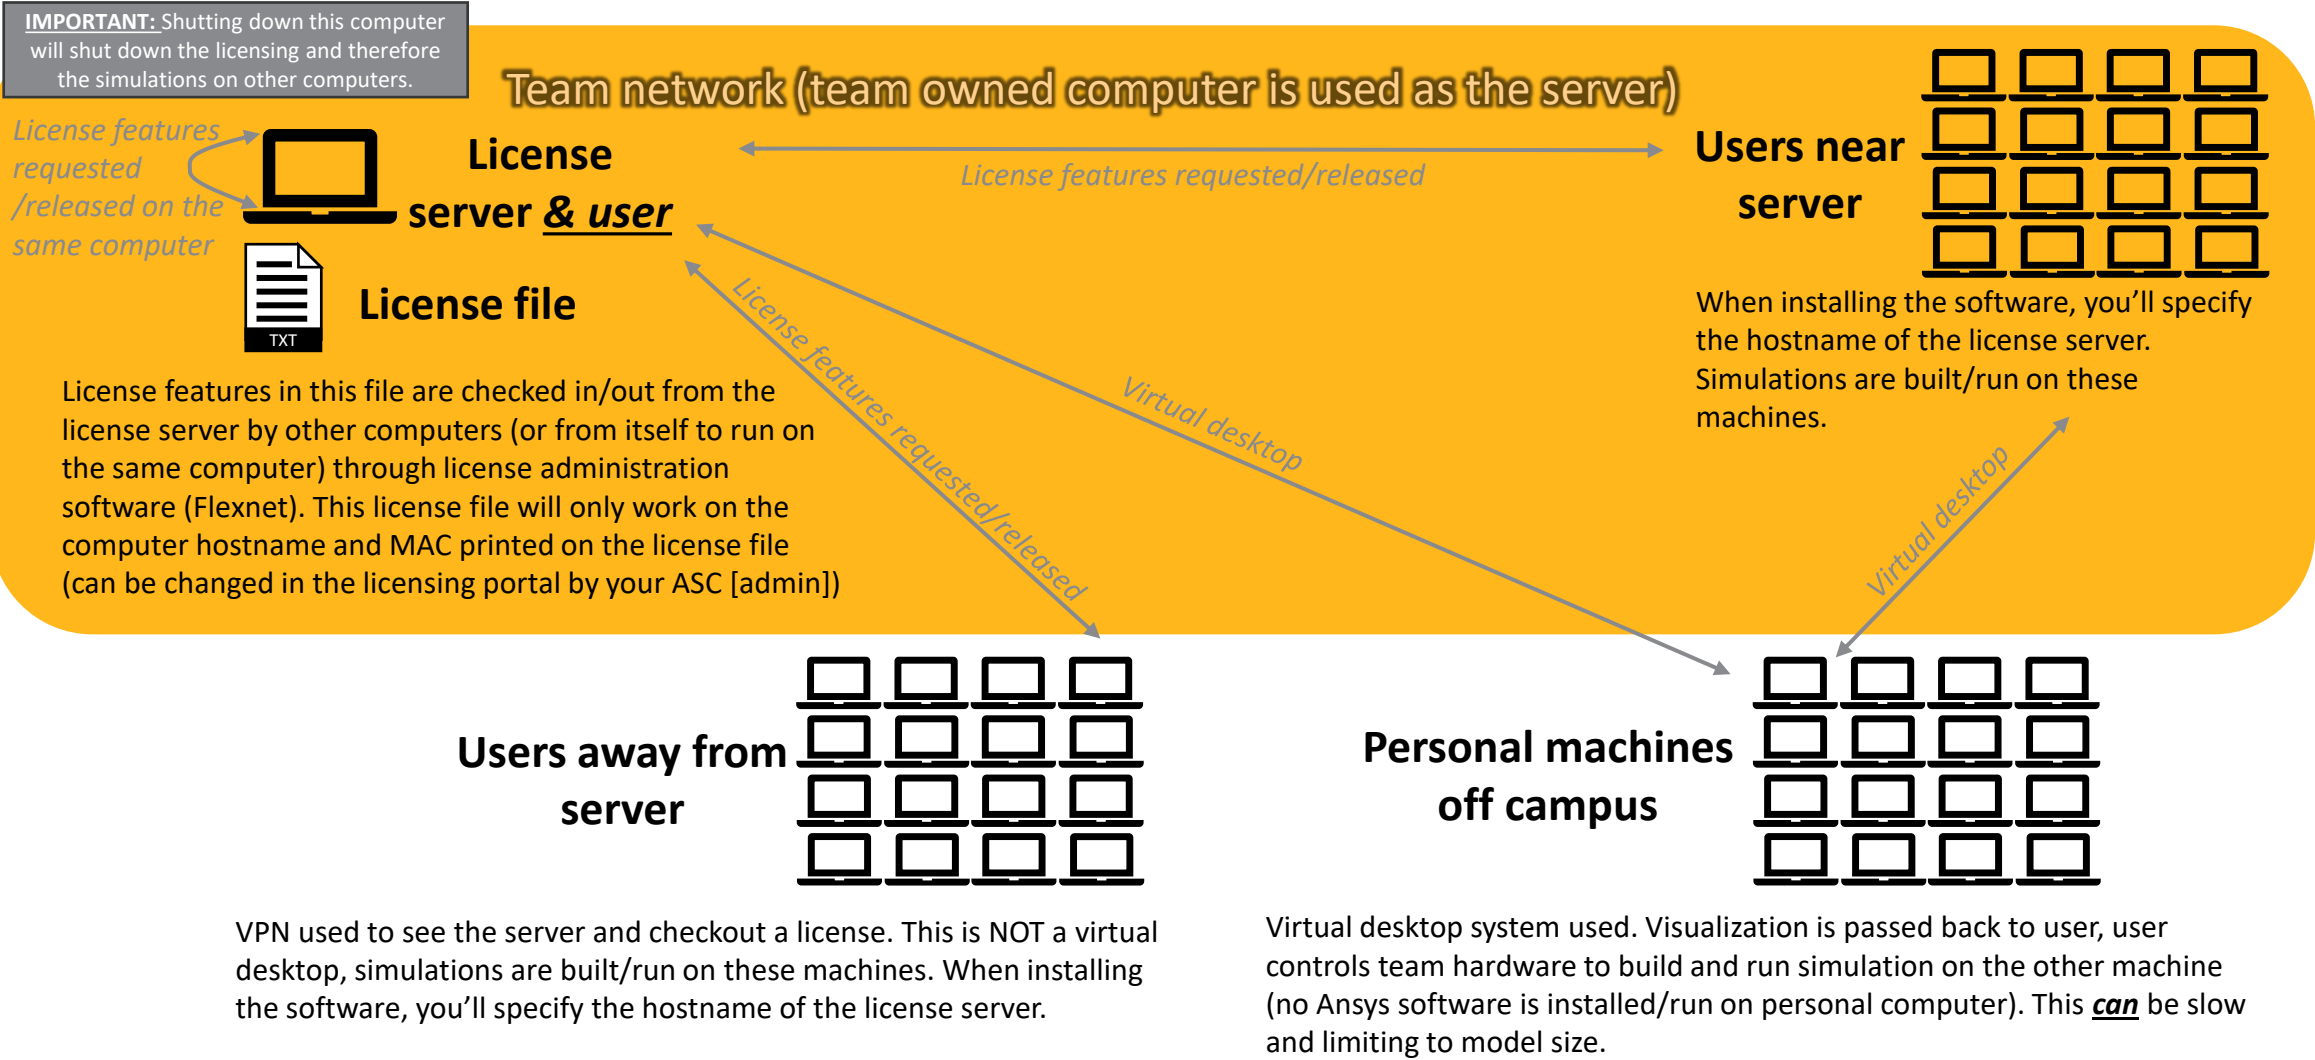 IMPORTANT: Shutting down this computer
will shut down the licensing and therefore
the simulations on other computers.
Team network (team owned computer is used as the server)
License features
requested
/released on the
same computer
License
server & user
License features requested/released
Users near
server
License file
TXT
License features in this file are checked in/out from the
license server by other computers (or from itself to run on
the same computer) through license administration
software (Flexnet). This license file will only work on the
computer hostname and MAC printed on the license file
(can be changed in the licensing portal by your ASC [admin])
License features requested/released
Virtual desktop
When installing the software, you’ll specify
the hostname of the license server.
Simulations are built/run on these
machines.
Virtual desktop
Users away from
server
Personal machines
off campus
VPN used to see the server and checkout a license. This is NOT a virtual
desktop, simulations are built/run on these machines. When installing
the software, you’ll specify the hostname of the license server.
Virtual desktop system used. Visualization is passed back to user, user
controls team hardware to build and run simulation on the other machine
(no Ansys software is installed/run on personal computer). This can be slow
and limiting to model size.